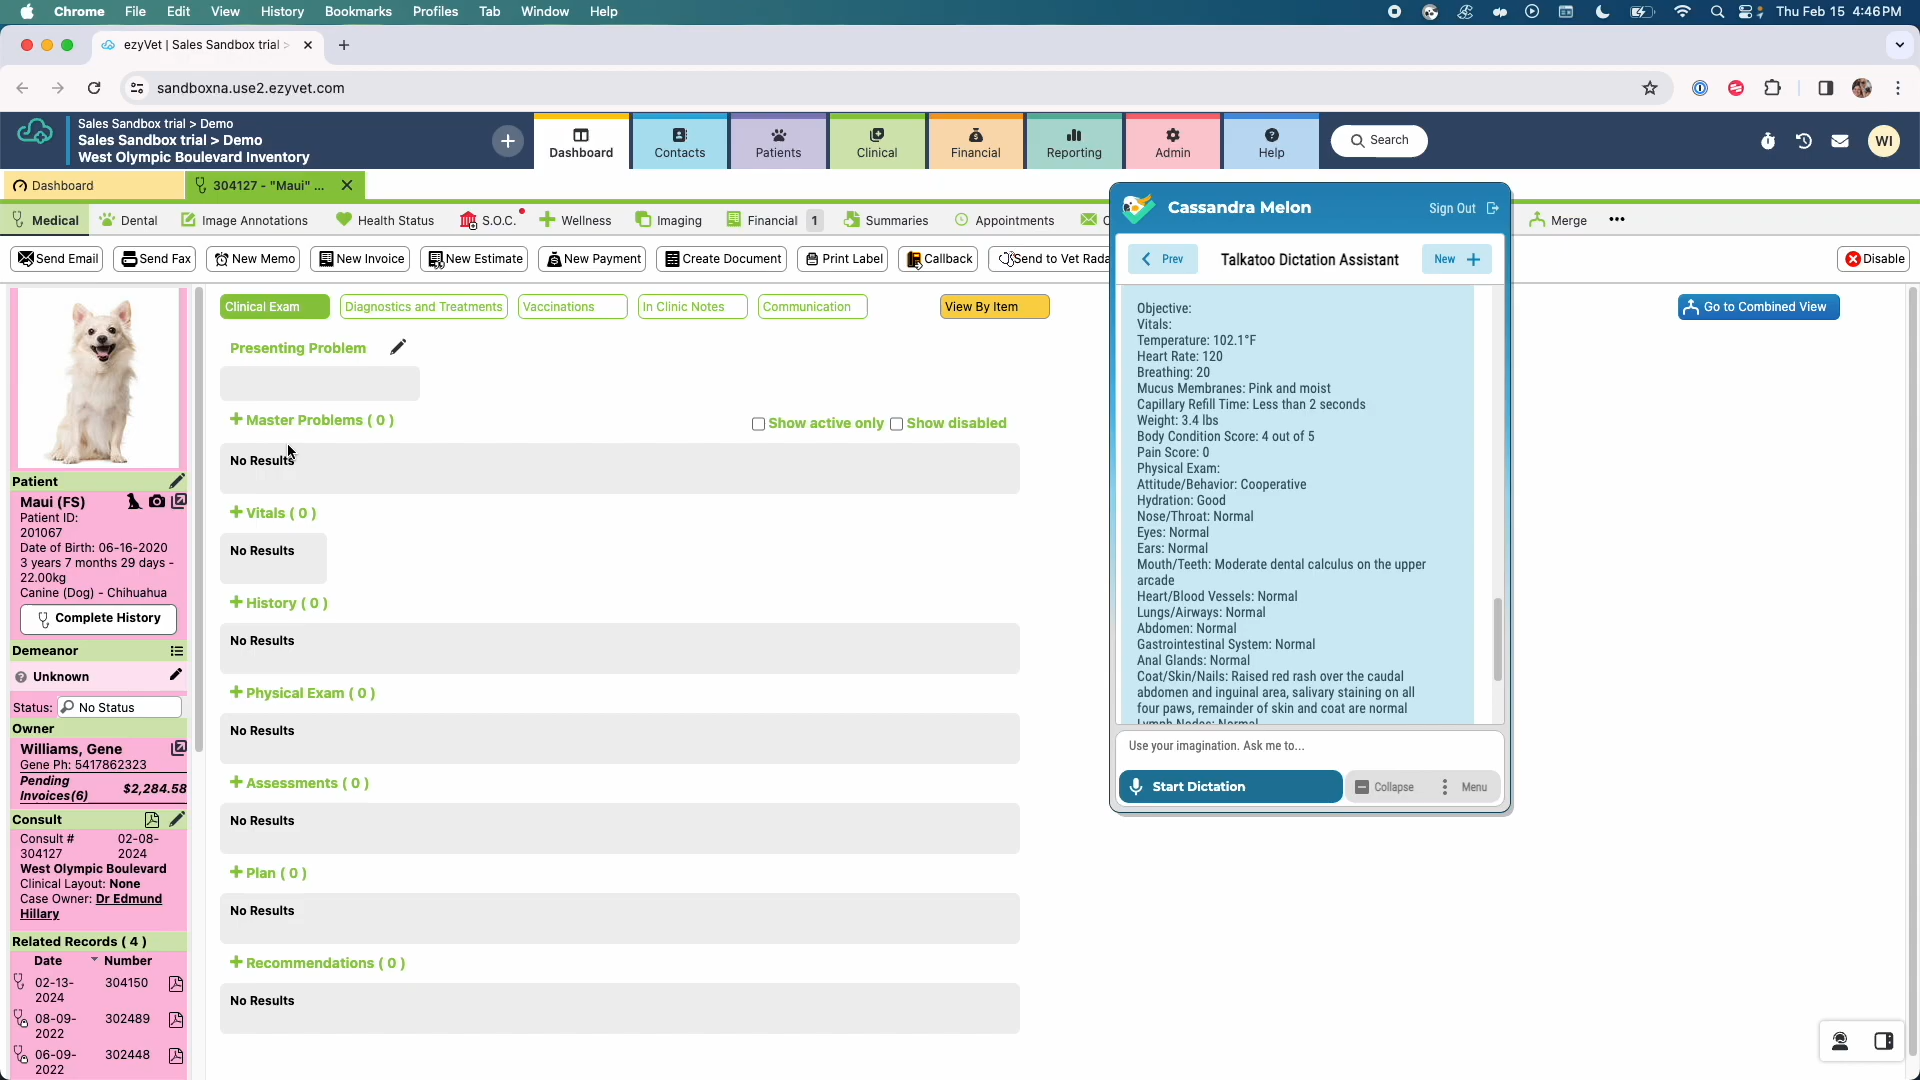 Chrome File Edit View History Bookmarks Profiles Tab Window Help
Thu Feb 15 4:46 PM
ezyVet | Sales Sandbox trial >
sandboxna.use2.ezyvet.com
Sales Sandbox trial > Demo
Sales Sandbox trial > Demo
West Olympic Boulevard Inventory
Dashboard Contacts Patients Clinical Financial Reporting Admin Help
Search
WI
Dashboard
304127 - "Maui" ...
Medical Dental Image Annotations Health Status S.O.C. Wellness Imaging Financial 1 Summaries Appointments
Merge
Send Email Send Fax New Memo New Invoice New Estimate New Payment Create Document Print Label Callback Send to Vet Rada
Disable
Clinical Exam Diagnostics and Treatments Vaccinations In Clinic Notes Communication View By Item
Go to Combined View
Presenting Problem
Master Problems ( 0 )
Show active only Show disabled
No Results
Vitals ( 0 )
No Results
History ( 0 )
No Results
Physical Exam ( 0 )
No Results
Assessments ( 0 )
No Results
Plan ( 0 )
No Results
Recommendations ( 0 )
No Results
Patient
Maui (FS)
Patient ID:
201067
Date of Birth: 06-16-2020
3 years 7 months 29 days -
22.00kg
Canine (Dog) - Chihuahua
Complete History
Demeanor
Unknown
Status: No Status
Owner
Williams, Gene
Gene Ph: 5417862323
Pending
Invoices(6) $2,284.58
Consult
Consult # 02-08-
304127 2024
West Olympic Boulevard
Clinical Layout: None
Case Owner: Dr Edmund
Hillary
Related Records ( 4 )
Date Number
02-13- 304150
2024
08-09- 302489
2022
06-09- 302448
2022
Cassandra Melon
Sign Out
Prev
Talkatoo Dictation Assistant
New
Objective:
Vitals:
Temperature: 102.1°F
Heart Rate: 120
Breathing: 20
Mucus Membranes: Pink and moist
Capillary Refill Time: Less than 2 seconds
Weight: 3.4 lbs
Body Condition Score: 4 out of 5
Pain Score: 0
Physical Exam:
Attitude/Behavior: Cooperative
Hydration: Good
Nose/Throat: Normal
Eyes: Normal
Ears: Normal
Mouth/Teeth: Moderate dental calculus on the upper
arcade
Heart/Blood Vessels: Normal
Lungs/Airways: Normal
Abdomen: Normal
Gastrointestinal System: Normal
Anal Glands: Normal
Coat/Skin/Nails: Raised red rash over the caudal
abdomen and inguinal area, salivary staining on all
four paws, remainder of skin and coat are normal
Lymph Nodes: Normal
Use your imagination. Ask me to...
Start Dictation
Collapse
Menu